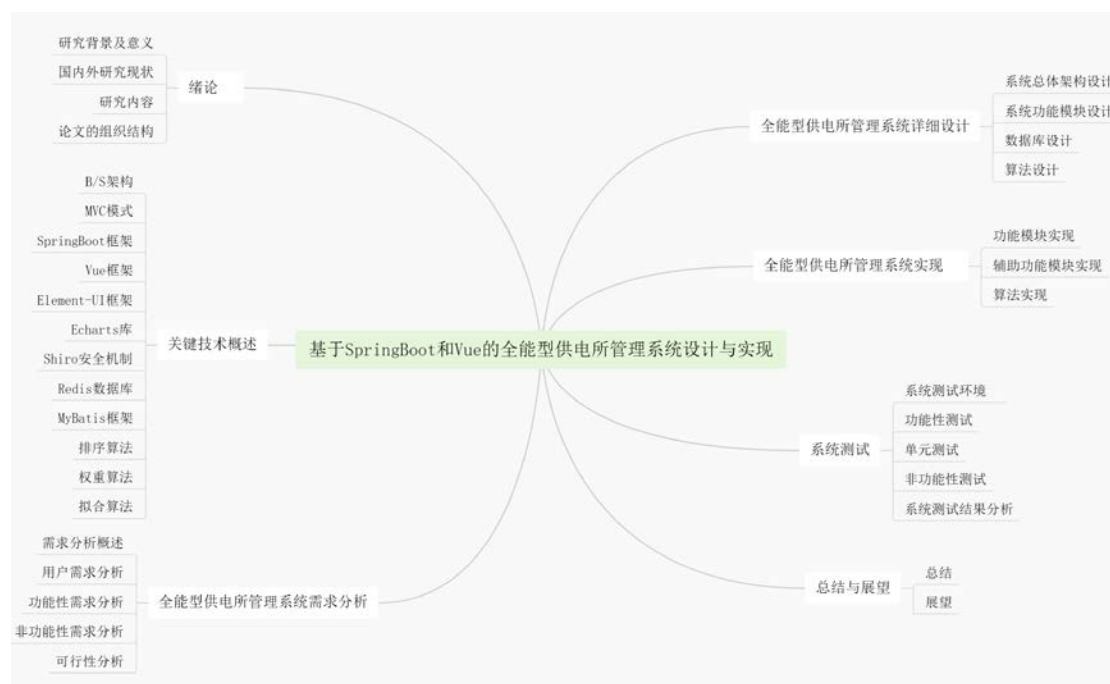 基于SpringBoot和Vue的全能型供电所管理系统设计与实现
绪论
研究背景及意义
国内外研究现状
研究内容
论文的组织结构
关键技术概述
B/S架构
MVC模式
SpringBoot框架
Vue框架
Element-UI框架
Echarts库
Shiro安全机制
Redis数据库
MyBatis框架
排序算法
权重算法
拟合算法
全能型供电所管理系统需求分析
需求分析概述
用户需求分析
功能性需求分析
非功能性需求分析
可行性分析
全能型供电所管理系统详细设计
系统总体架构设计
系统功能模块设计
数据库设计
算法设计
全能型供电所管理系统实现
功能模块实现
辅助功能模块实现
算法实现
系统测试
系统测试环境
功能性测试
单元测试
非功能性测试
系统测试结果分析
总结与展望
总结
展望